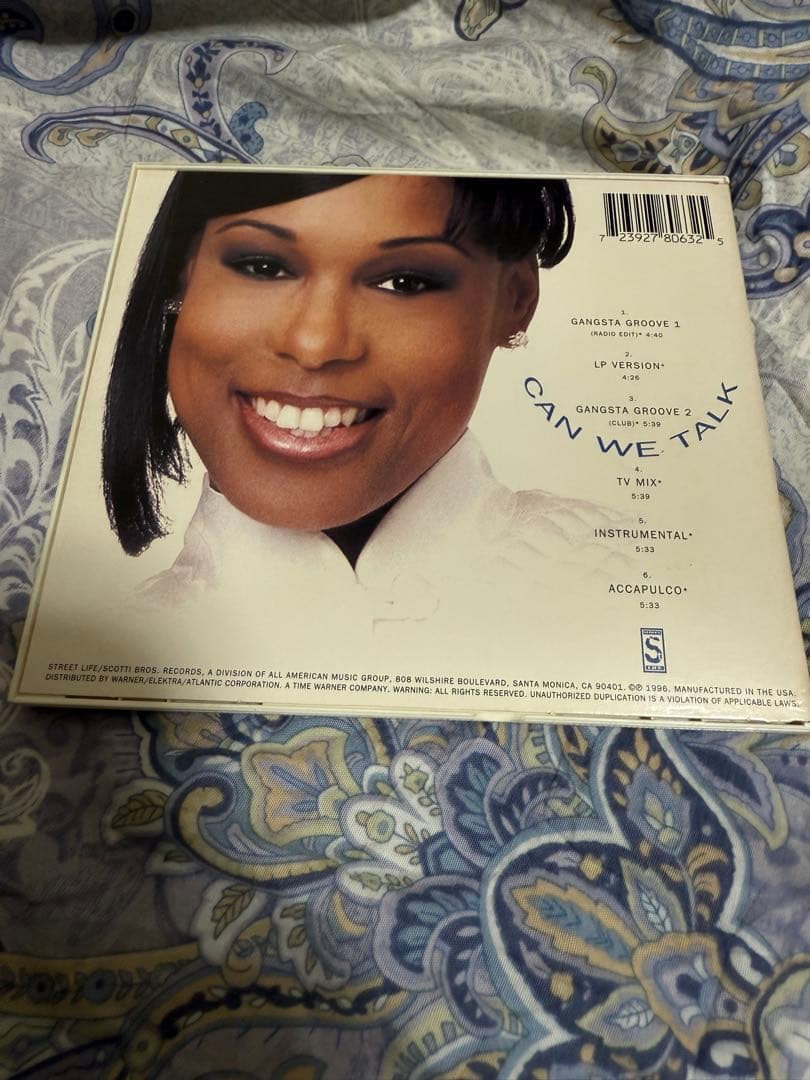 7 23927 80632 5
1.
GANGSTA GROOVE 1
(RADIO EDIT)* 4:40
2.
LP VERSION*
4:26
3.
GANGSTA GROOVE 2
(CLUB)* 5:39
CAN WE TALK
4.
TV MIX*
5:39
5.
INSTRUMENTAL*
5:33
6.
ACCAPULCO*
5:33
S
STREET LIFE/SCOTTI BROS. RECORDS, A DIVISION OF ALL AMERICAN MUSIC GROUP, 808 WILSHIRE BOULEVARD, SANTA MONICA, CA 90401. ©℗ 1996. MANUFACTURED IN THE USA.
DISTRIBUTED BY WARNER/ELEKTRA/ATLANTIC CORPORATION. A TIME WARNER COMPANY. WARNING: ALL RIGHTS RESERVED. UNAUTHORIZED DUPLICATION IS A VIOLATION OF APPLICABLE LAWS.